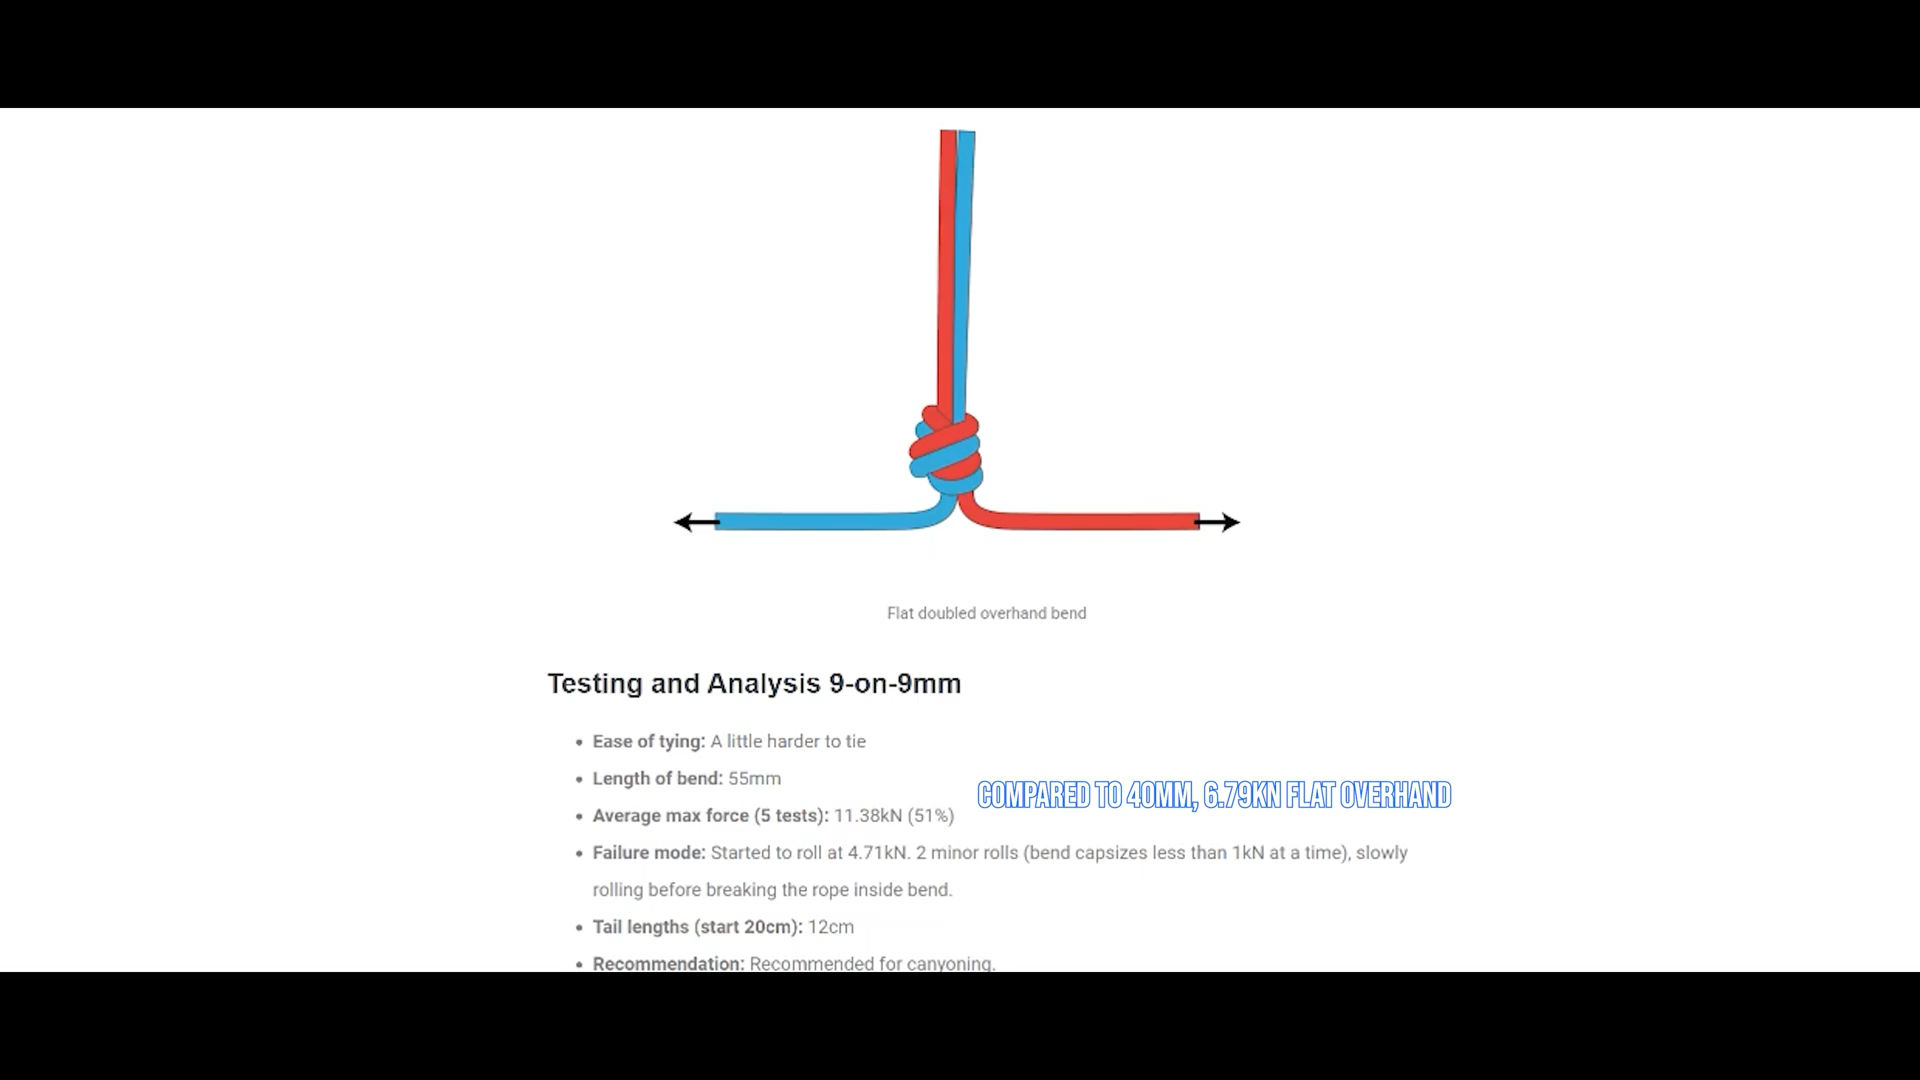 Flat doubled overhand bend
Testing and Analysis 9-on-9mm
Ease of tying: A little harder to tie
Length of bend: 55mm
COMPARED TO 40MM, 6.79KN FLAT OVERHAND
Average max force (5 tests): 11.38kN (51%)
Failure mode: Started to roll at 4.71kN. 2 minor rolls (bend capsizes less than 1kN at a time), slowly
rolling before breaking the rope inside bend.
Tail lengths (start 20cm): 12cm
Recommendation: Recommended for canyoning.